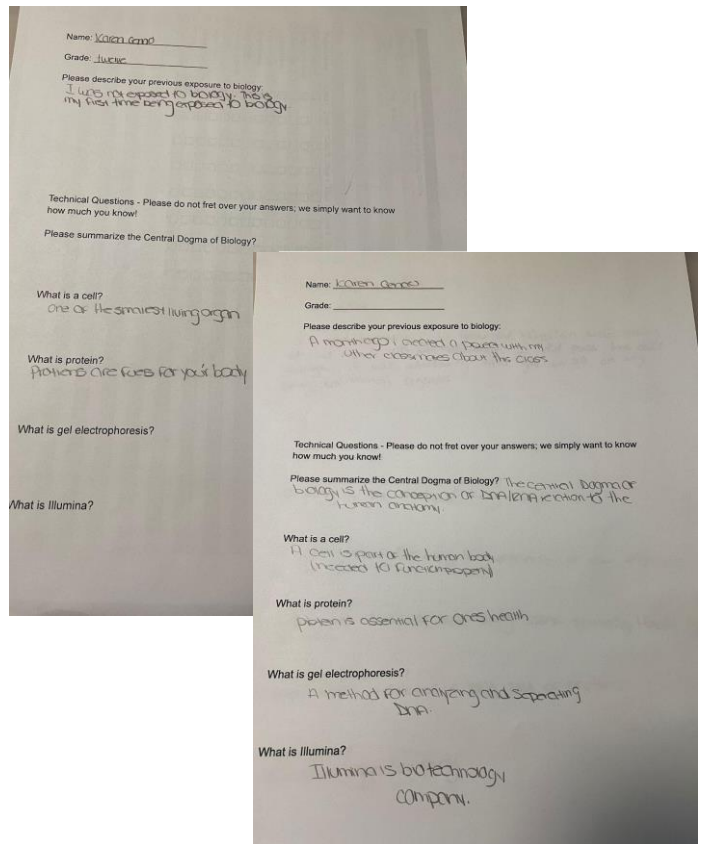 Name: Karen
Grade: twelve
Please describe your previous exposure to biology:
I was not exposed to biology. This is
my first time being exposed to biology
Technical Questions - Please do not fret over your answers; we simply want to know
how much you know!
Please summarize the Central Dogma of Biology?
What is a cell?
one of the smallest living organ
What is protein?
Protiens are fules for your body
What is gel electrophoresis?
What is Illumina?
Name: Karen
Grade:
Please describe your previous exposure to biology:
A month ago i created a with my
other classmates about this class
Technical Questions - Please do not fret over your answers; we simply want to know
how much you know!
Please summarize the Central Dogma of Biology? The central Dogma of
biology is the conception of DNA/RNA relation to the
human anatomy.
What is a cell?
A cell is part of the human body
(needed to function properly)
What is protein?
protein is essential for ones health
What is gel electrophoresis?
A method for analyzing and separating
DNA.
What is Illumina?
Illumina is biotechnology
company.